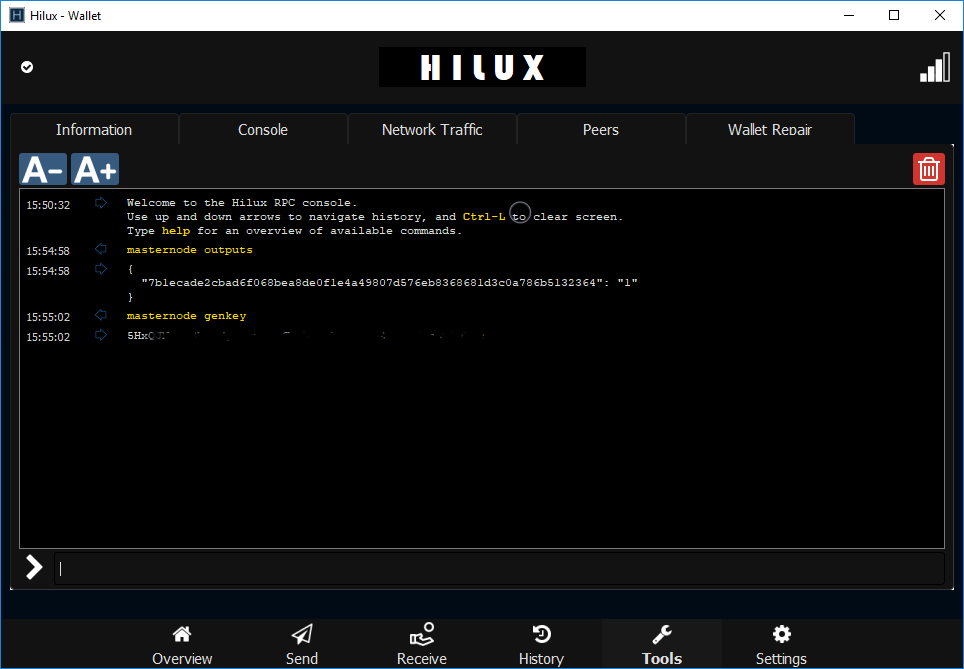 Hilux - Wallet
HILUX
Information Console Network Traffic Peers Wallet Repair
A- A+
15:50:32 Welcome to the Hilux RPC console.
Use up and down arrows to navigate history, and Ctrl-L to clear screen.
Type help for an overview of available commands.
15:54:58 masternode outputs
15:54:58 {
"7b1ecade2cbad6f068bea8de0f1e4a49807d576eb8368681d3c0a786b5132364": "1"
}
15:55:02 masternode genkey
15:55:02
Overview Send Receive History Tools Settings